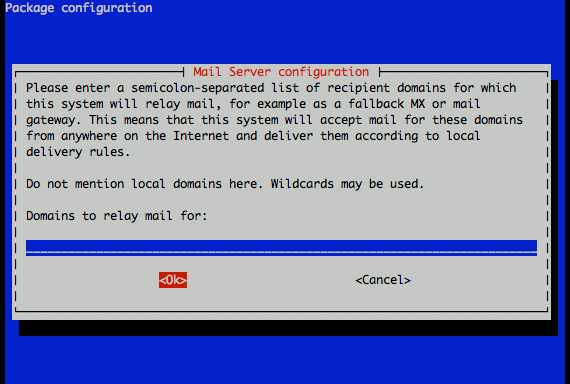 Package configuration
Mail Server configuration
Please enter a semicolon-separated list of recipient domains for which
this system will relay mail, for example as a fallback MX or mail
gateway. This means that this system will accept mail for these domains
from anywhere on the Internet and deliver them according to local
delivery rules.
Do not mention local domains here. Wildcards may be used.
Domains to relay mail for:
<Ok> <Cancel>